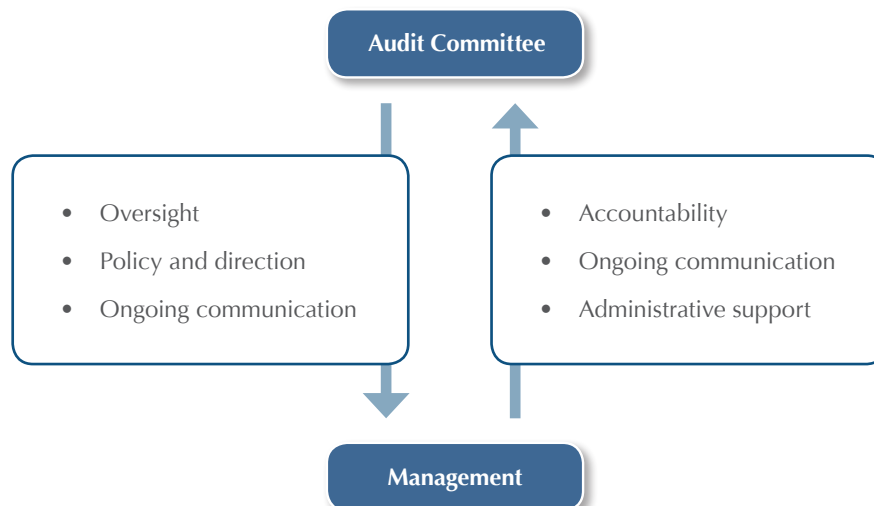 Audit Committee
• Oversight
• Policy and direction
• Ongoing communication
• Accountability
• Ongoing communication
• Administrative support
Management